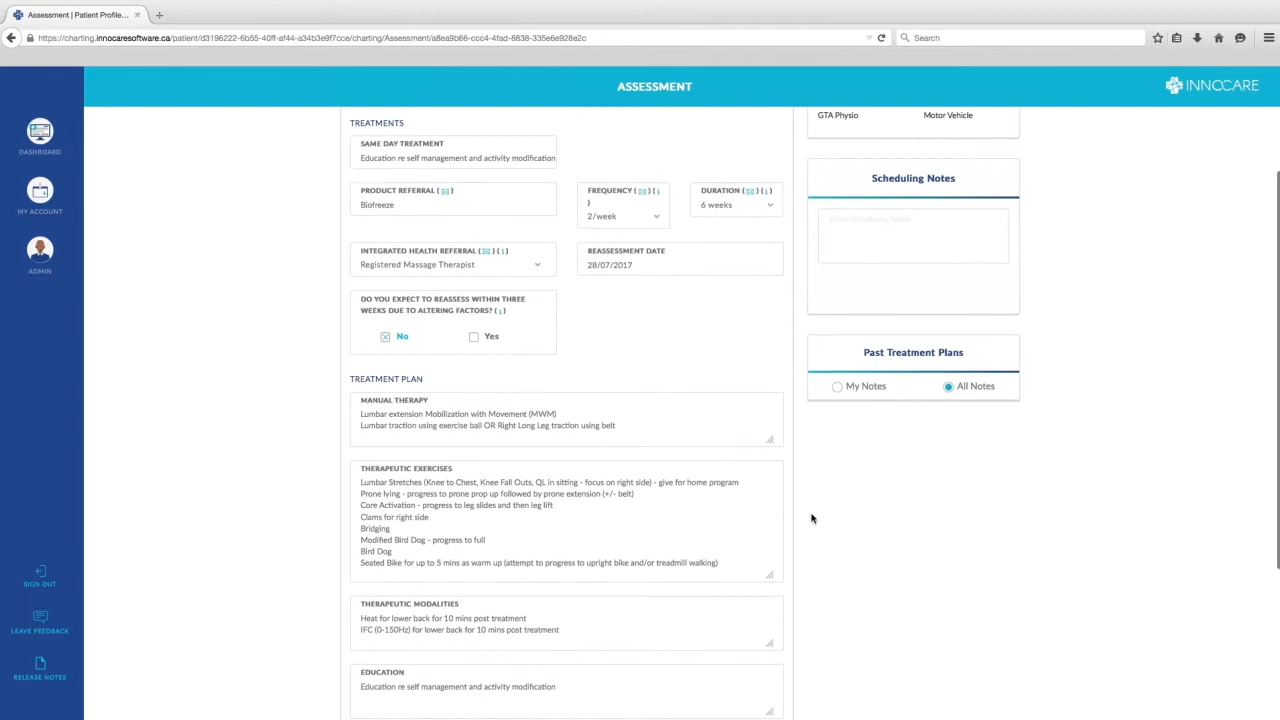 Assessment | Patient Profile...
https://charting.innocaresoftware.ca/patient/d3196222-6b55-40ff-af44-a34b3e9f7cce/charting/Assessment/a8ea9b66-ccc4-4fad-8838-335e6e928e2c
Search
ASSESSMENT
INNOCARE
DASHBOARD
MY ACCOUNT
ADMIN
SIGN OUT
LEAVE FEEDBACK
RELEASE NOTES
TREATMENTS
SAME DAY TREATMENT
Education re self management and activity modification
PRODUCT REFERRAL ( )
Biofreeze
FREQUENCY ( ) ( i
)
2/week
DURATION ( ) ( i )
6 weeks
INTEGRATED HEALTH REFERRAL ( ) ( i )
Registered Massage Therapist
REASSESSMENT DATE
28/07/2017
DO YOU EXPECT TO REASSESS WITHIN THREE
WEEKS DUE TO ALTERING FACTORS? ( i )
No
Yes
TREATMENT PLAN
MANUAL THERAPY
Lumbar extension Mobilization with Movement (MWM)
Lumbar traction using exercise ball OR Right Long Leg traction using belt
THERAPEUTIC EXERCISES
Lumbar Stretches (Knee to Chest, Knee Fall Outs, QL in sitting - focus on right side) - give for home program
Prone lying - progress to prone prop up followed by prone extension (+/- belt)
Core Activation - progress to leg slides and then leg lift
Clams for right side
Bridging
Modified Bird Dog - progress to full
Bird Dog
Seated Bike for up to 5 mins as warm up (attempt to progress to upright bike and/or treadmill walking)
THERAPEUTIC MODALITIES
Heat for lower back for 10 mins post treatment
IFC (0-150Hz) for lower back for 10 mins post treatment
EDUCATION
Education re self management and activity modification
GTA Physio
Motor Vehicle
Scheduling Notes
Enter Scheduling Notes
Past Treatment Plans
My Notes
All Notes